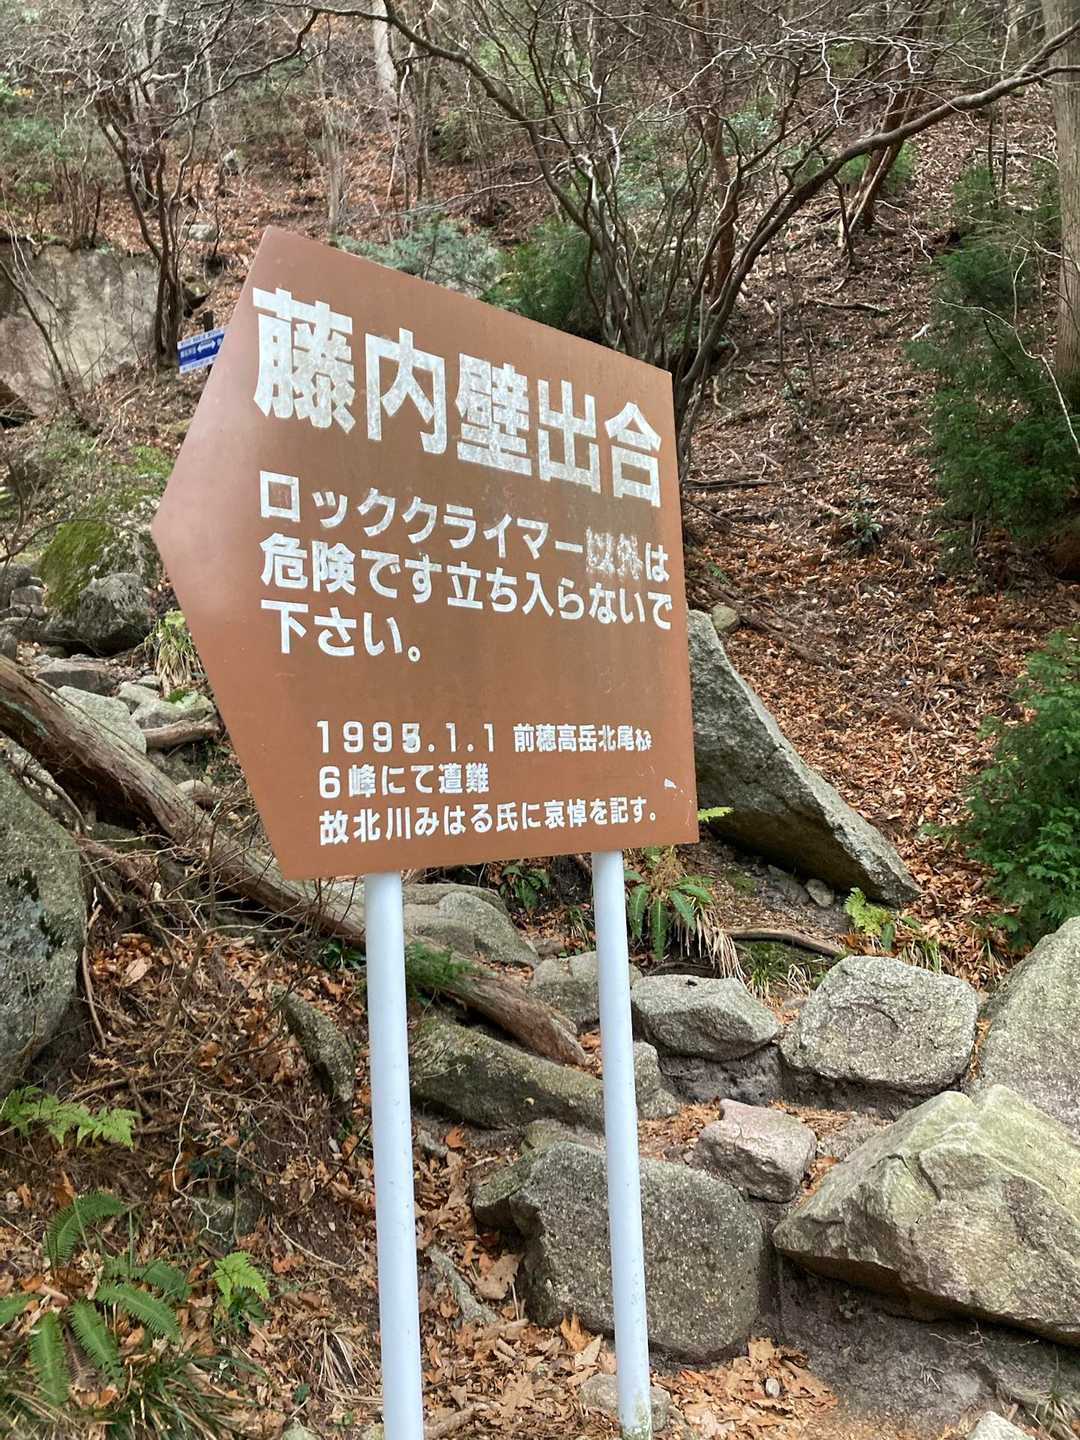 藤内壁出合
ロッククライマー以外は
危険です立ち入らないで
下さい。
1995.1.1 前穂高岳北尾根
6峰にて遭難
故北川みはる氏に哀悼を記す。